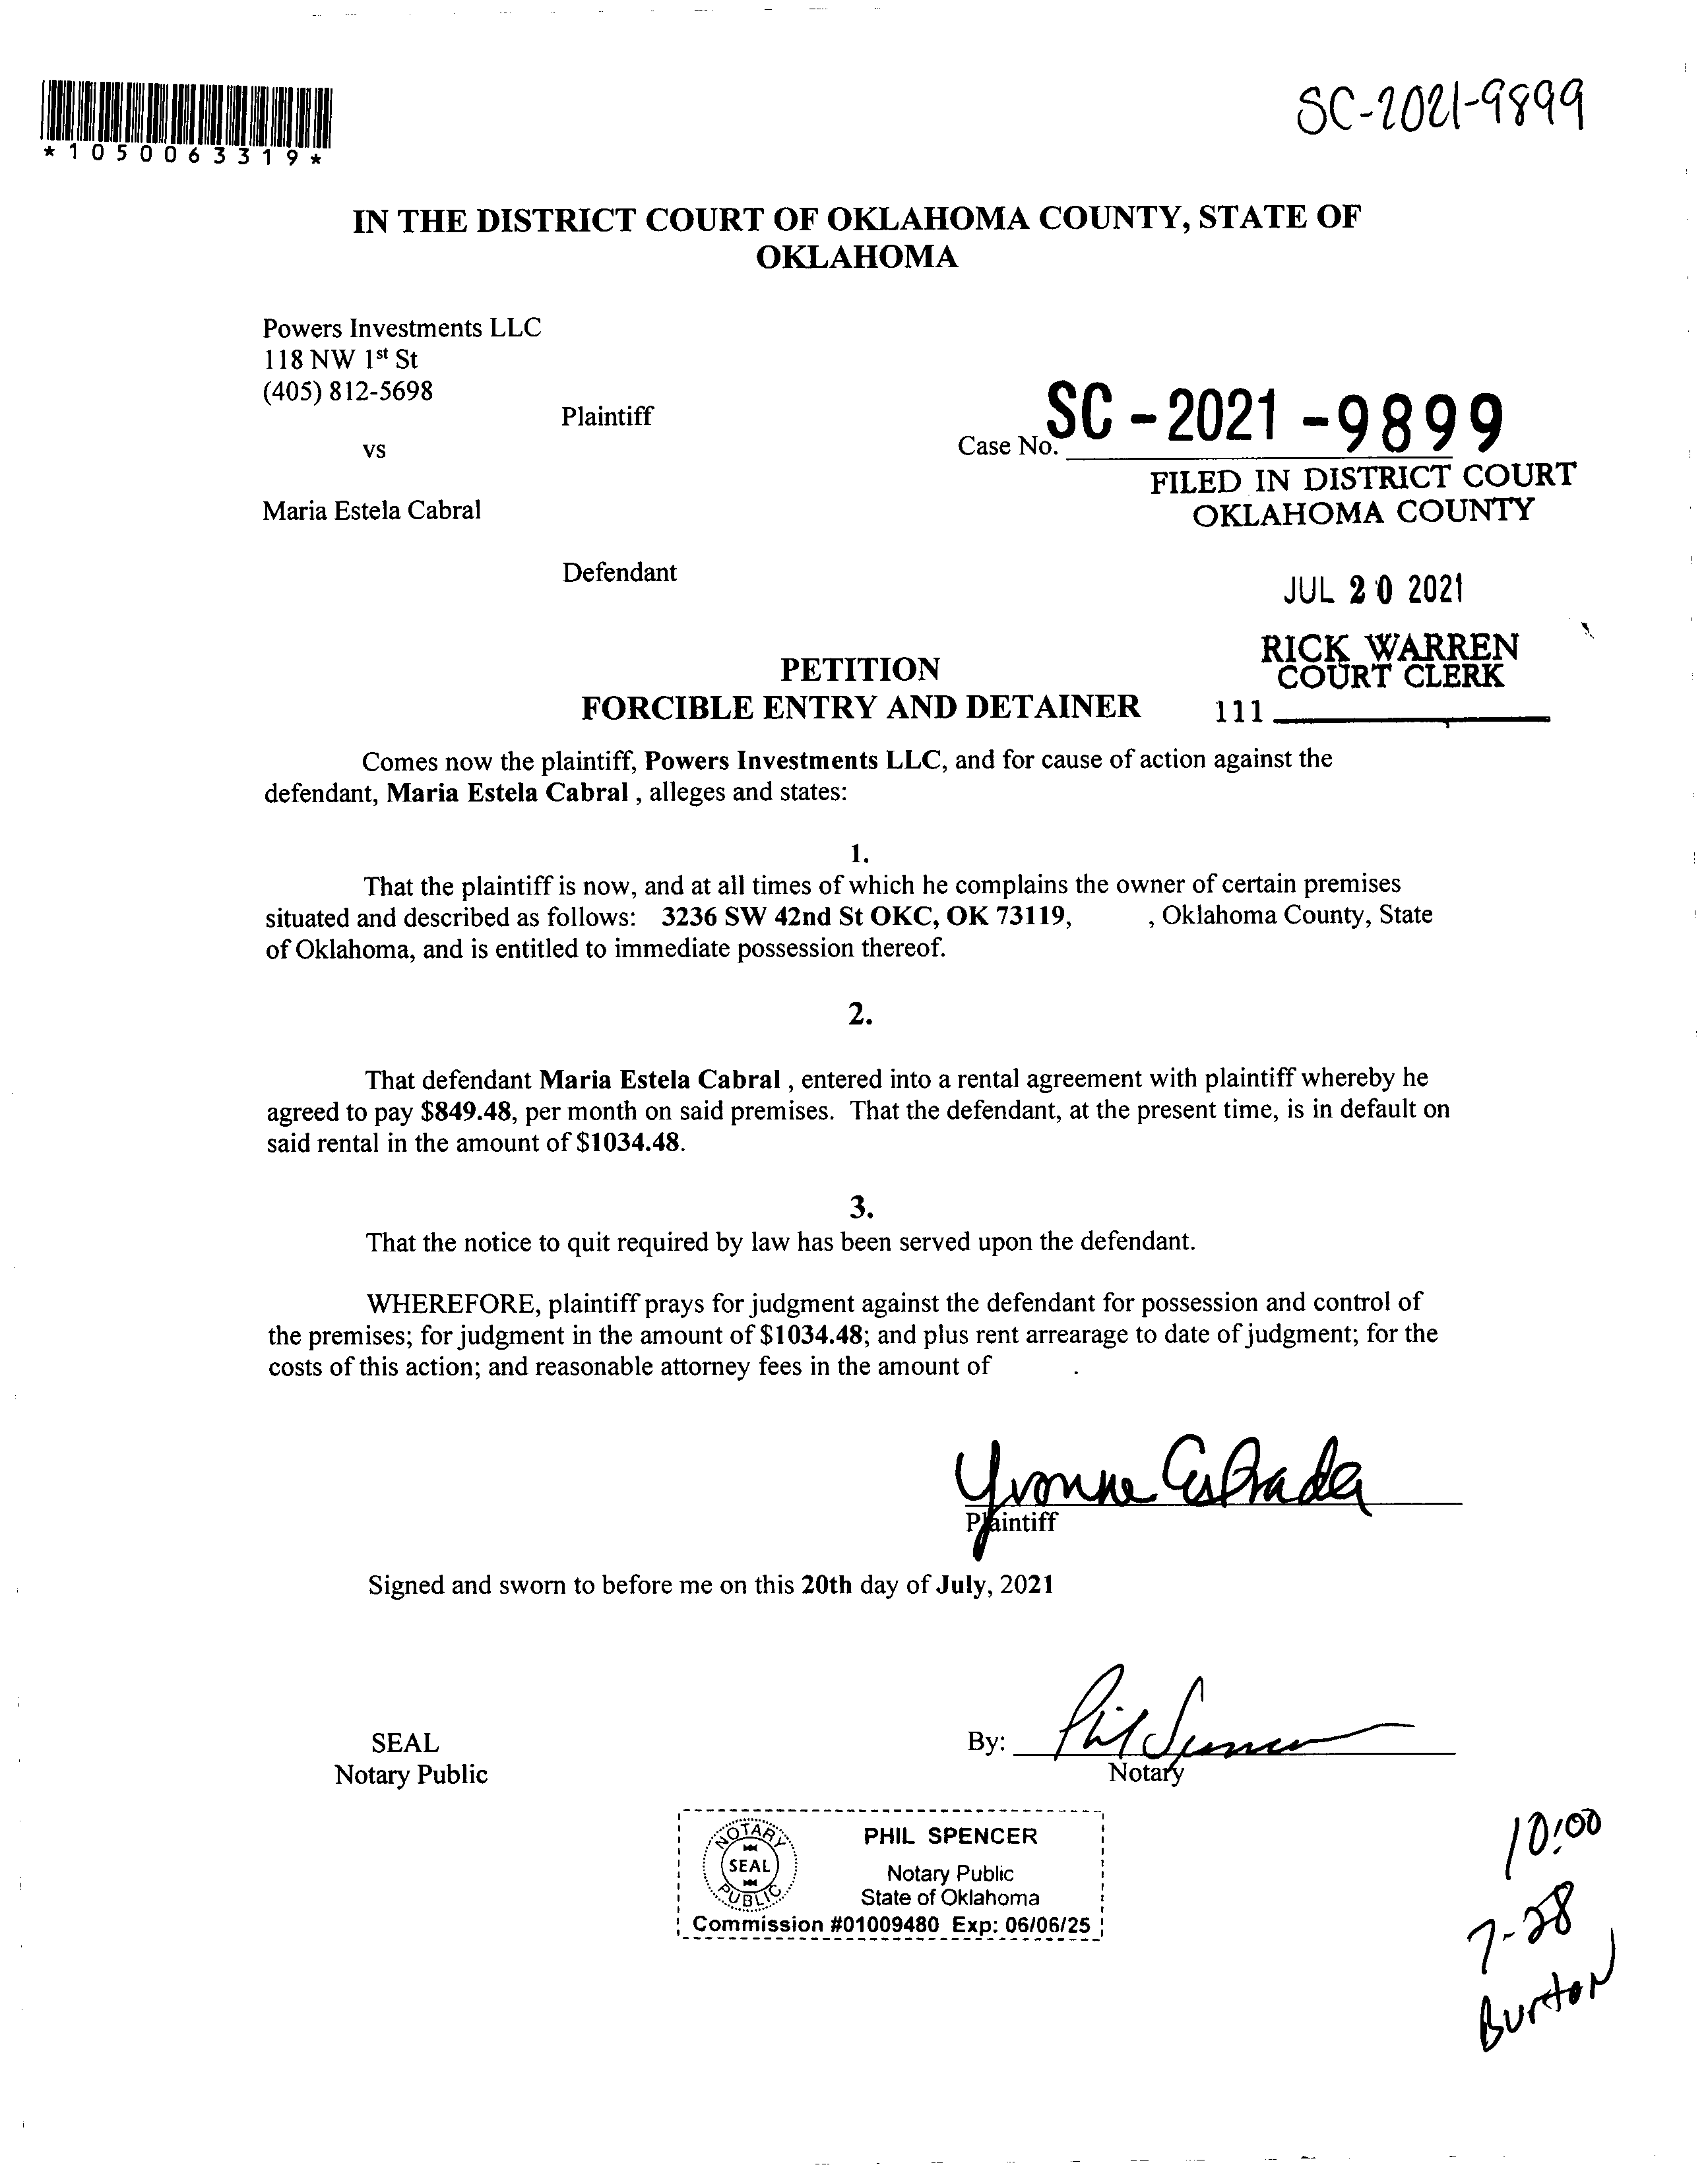 SC-2021-9899
*1050063319*
IN THE DISTRICT COURT OF OKLAHOMA COUNTY, STATE OF
OKLAHOMA
Powers Investments LLC
118 NW 1st St
(405) 812-5698
Plaintiff
vs
Case No. SC-2021-9899
FILED IN DISTRICT COURT
OKLAHOMA COUNTY
Maria Estela Cabral
Defendant
JUL 20 2021
RICK WARREN
COURT CLERK
111
PETITION
FORCIBLE ENTRY AND DETAINER
Comes now the plaintiff, Powers Investments LLC, and for cause of action against the
defendant, Maria Estela Cabral , alleges and states:
1.
That the plaintiff is now, and at all times of which he complains the owner of certain premises
situated and described as follows: 3236 SW 42nd St OKC, OK 73119, , Oklahoma County, State
of Oklahoma, and is entitled to immediate possession thereof.
2.
That defendant Maria Estela Cabral , entered into a rental agreement with plaintiff whereby he
agreed to pay $849.48, per month on said premises. That the defendant, at the present time, is in default on
said rental in the amount of $1034.48.
3.
That the notice to quit required by law has been served upon the defendant.
WHEREFORE, plaintiff prays for judgment against the defendant for possession and control of
the premises; for judgment in the amount of $1034.48; and plus rent arrearage to date of judgment; for the
costs of this action; and reasonable attorney fees in the amount of .
Yvonne Estrada
Plaintiff
Signed and sworn to before me on this 20th day of July, 2021
SEAL
Notary Public
By: Phil Spencer
Notary
NOTARY
SEAL
PUBLIC
PHIL SPENCER
Notary Public
State of Oklahoma
Commission #01009480 Exp: 06/06/25
10:00
7-28
Burton